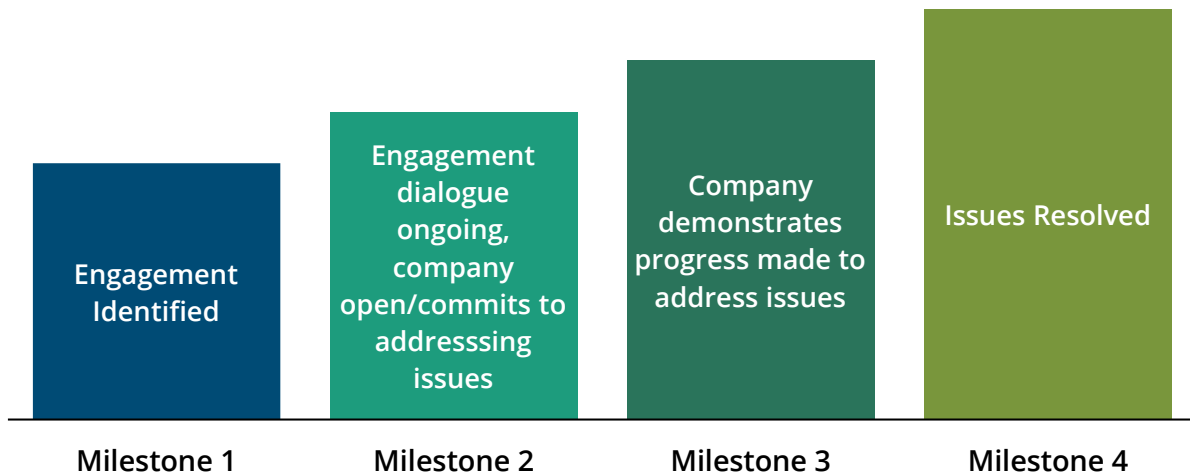 Engagement
Identified
Engagement
dialogue
ongoing,
company
open/commits to
addresssing
issues
Company
demonstrates
progress made to
address issues
Issues Resolved
Milestone 1
Milestone 2
Milestone 3
Milestone 4